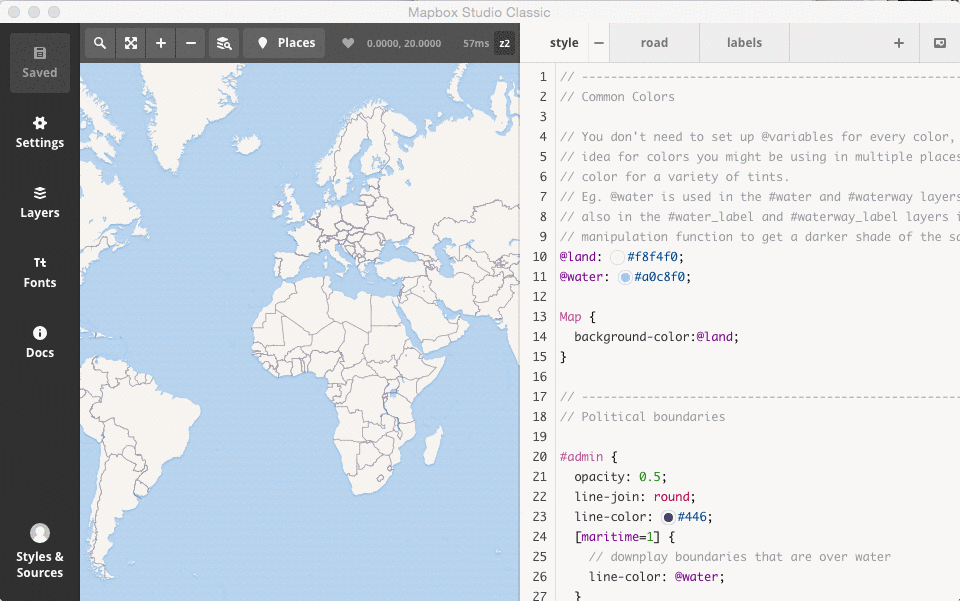 Mapbox Studio Classic
Saved
Settings
Layers
Fonts
Docs
Styles &
Sources
Places
0.0000, 20.0000
57ms
z2
style
road
labels
1 // ----------------------------------------------------
2 // Common Colors
3
4 // You don't need to set up @variables for every color,
5 // idea for colors you might be using in multiple places
6 // color for a variety of tints.
7 // Eg. @water is used in the #water and #waterway layers
8 // also in the #water_label and #waterway_label layers i
9 // manipulation function to get a darker shade of the sa
10 @land: #f8f4f0;
11 @water: #a0c8f0;
12
13 Map {
14 background-color:@land;
15 }
16
17 // ----------------------------------------------------
18 // Political boundaries
19
20 #admin {
21 opacity: 0.5;
22 line-join: round;
23 line-color: #446;
24 [maritime=1] {
25 // downplay boundaries that are over water
26 line-color: @water;
27 }